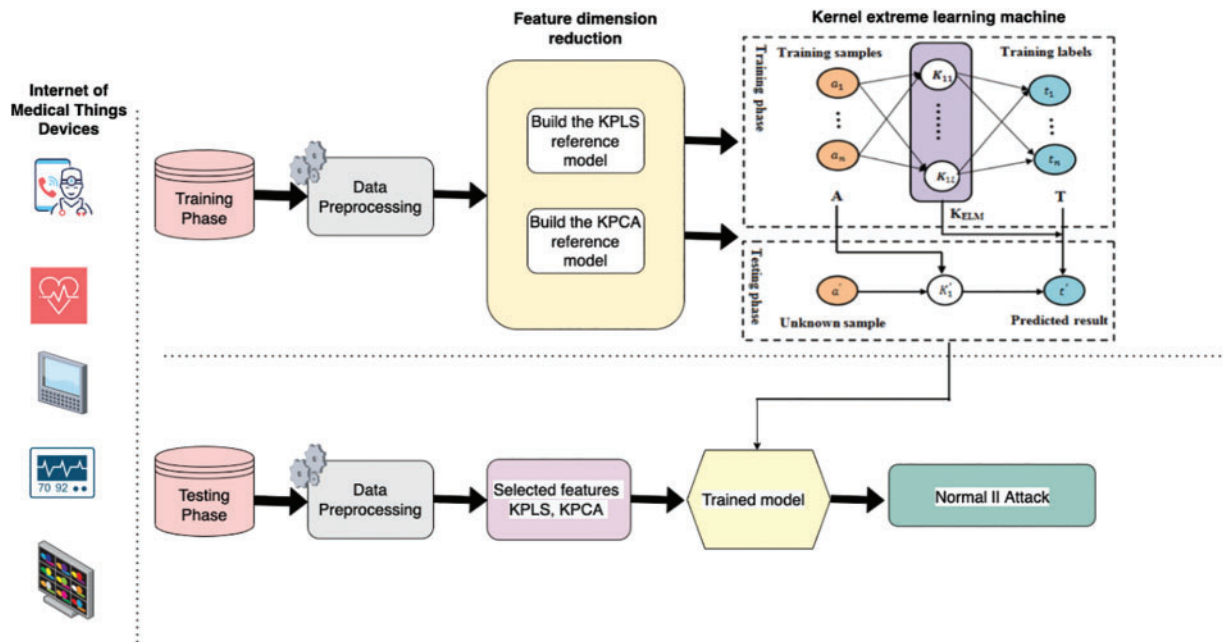 Internet of
Medical Things
Devices
70 92
Training
Phase
Data
Preprocessing
Feature dimension
reduction
Build the KPLS
reference
model
Build the KPCA
reference
model
Kernel extreme learning machine
Training phase
Training samples
Training labels
a1
an
K11
K1L
t1
tn
A
KELM
T
Testing phase
a'
K'1
t'
Unknown sample
Predicted result
Testing
Phase
Data
Preprocessing
Selected features
KPLS, KPCA
Trained model
Normal II Attack